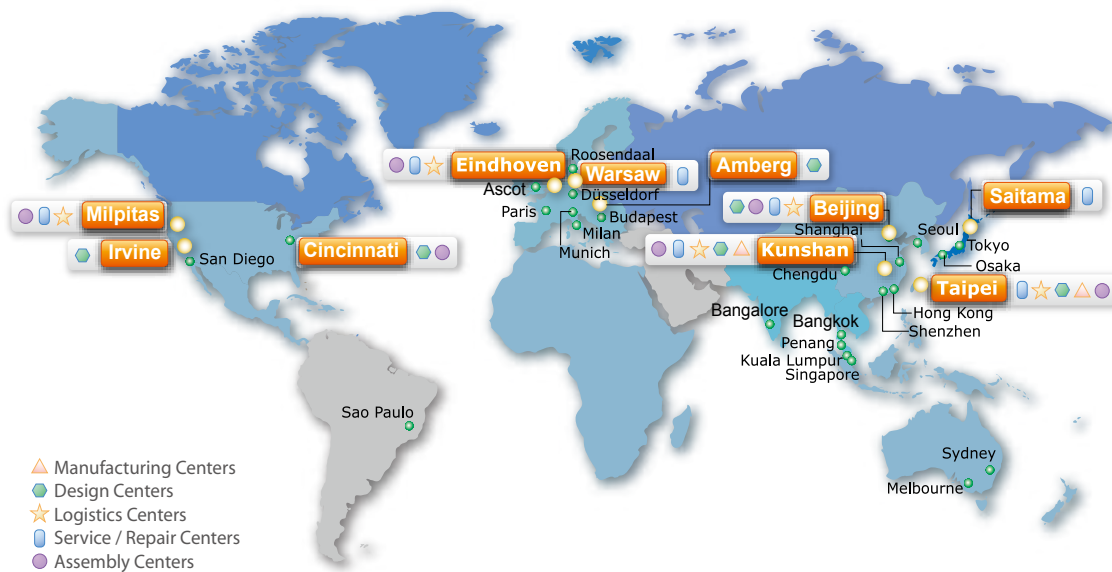 Roosendaal
Eindhoven
Warsaw
Amberg
Ascot
Düsseldorf
Saitama
Milpitas
Paris
Budapest
Beijing
Milan
Shanghai
Seoul
Irvine
Cincinnati
Munich
Kunshan
Tokyo
San Diego
Chengdu
Osaka
Taipei
Bangalore
Bangkok
Hong Kong
Shenzhen
Penang
Kuala Lumpur
Singapore
Sao Paulo
Sydney
Melbourne
Manufacturing Centers
Design Centers
Logistics Centers
Service / Repair Centers
Assembly Centers